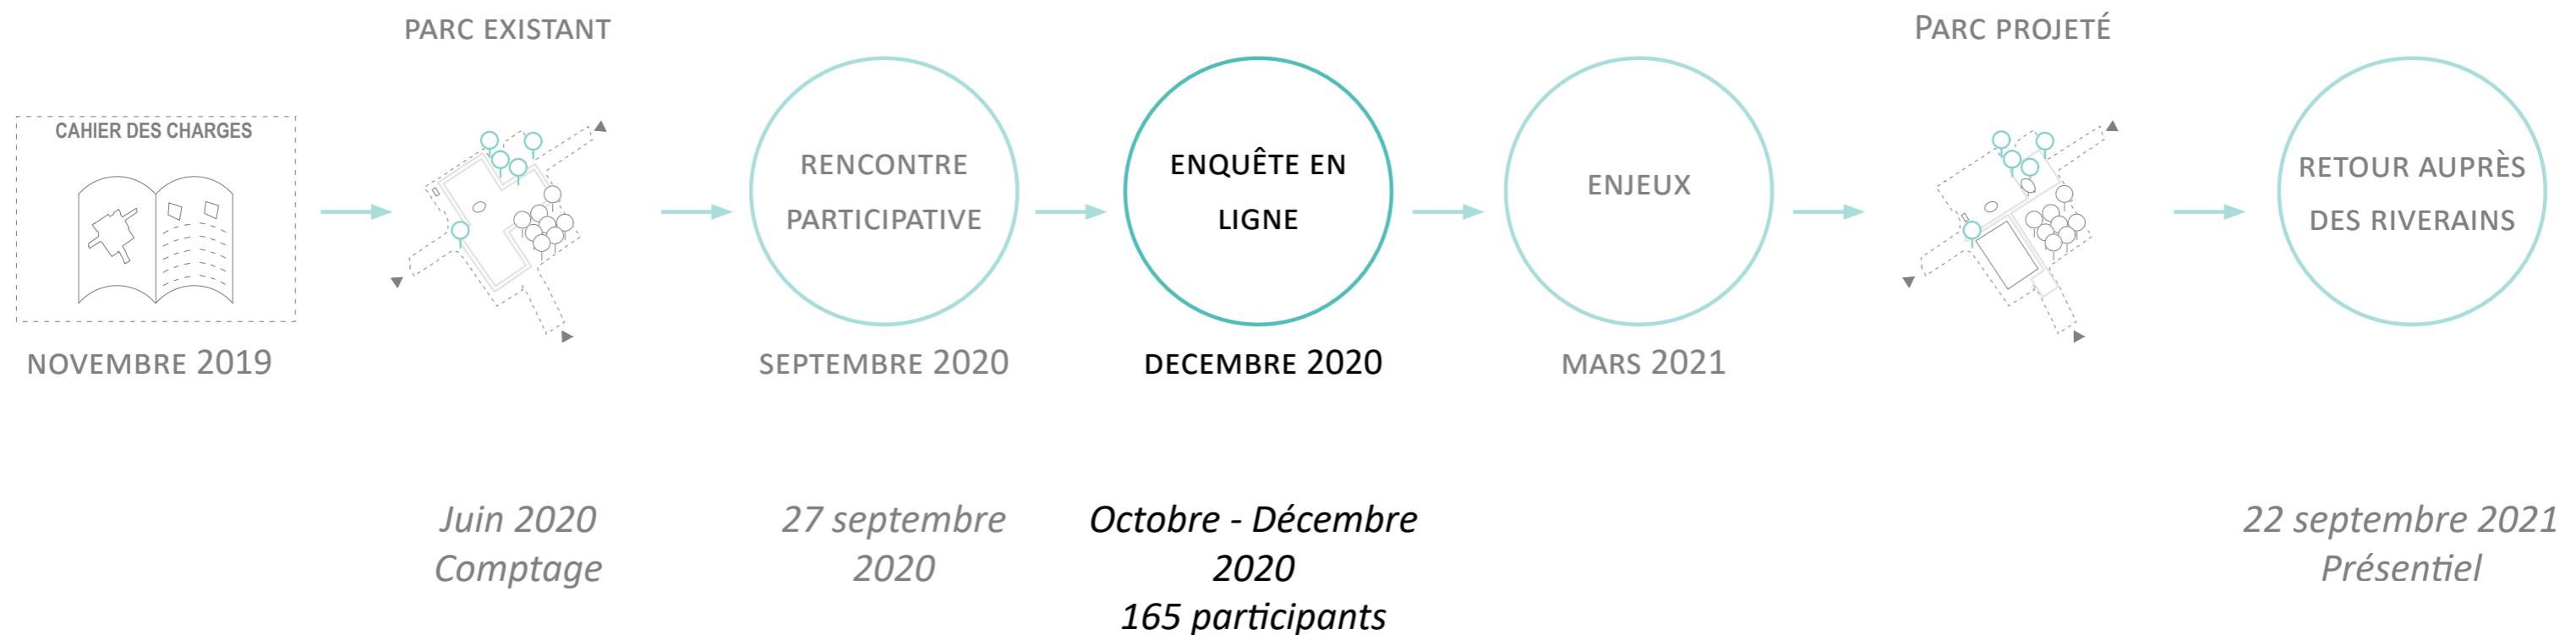 PARC EXISTANT
PARC PROJETÉ
CAHIER DES CHARGES
RENCONTRE
PARTICIPATIVE
ENQUÊTE EN
LIGNE
ENJEUX
RETOUR AUPRÈS
DES RIVERAINS
NOVEMBRE 2019
SEPTEMBRE 2020
DECEMBRE 2020
MARS 2021
Juin 2020
Comptage
27 septembre
2020
Octobre - Décembre
2020
165 participants
22 septembre 2021
Présentiel